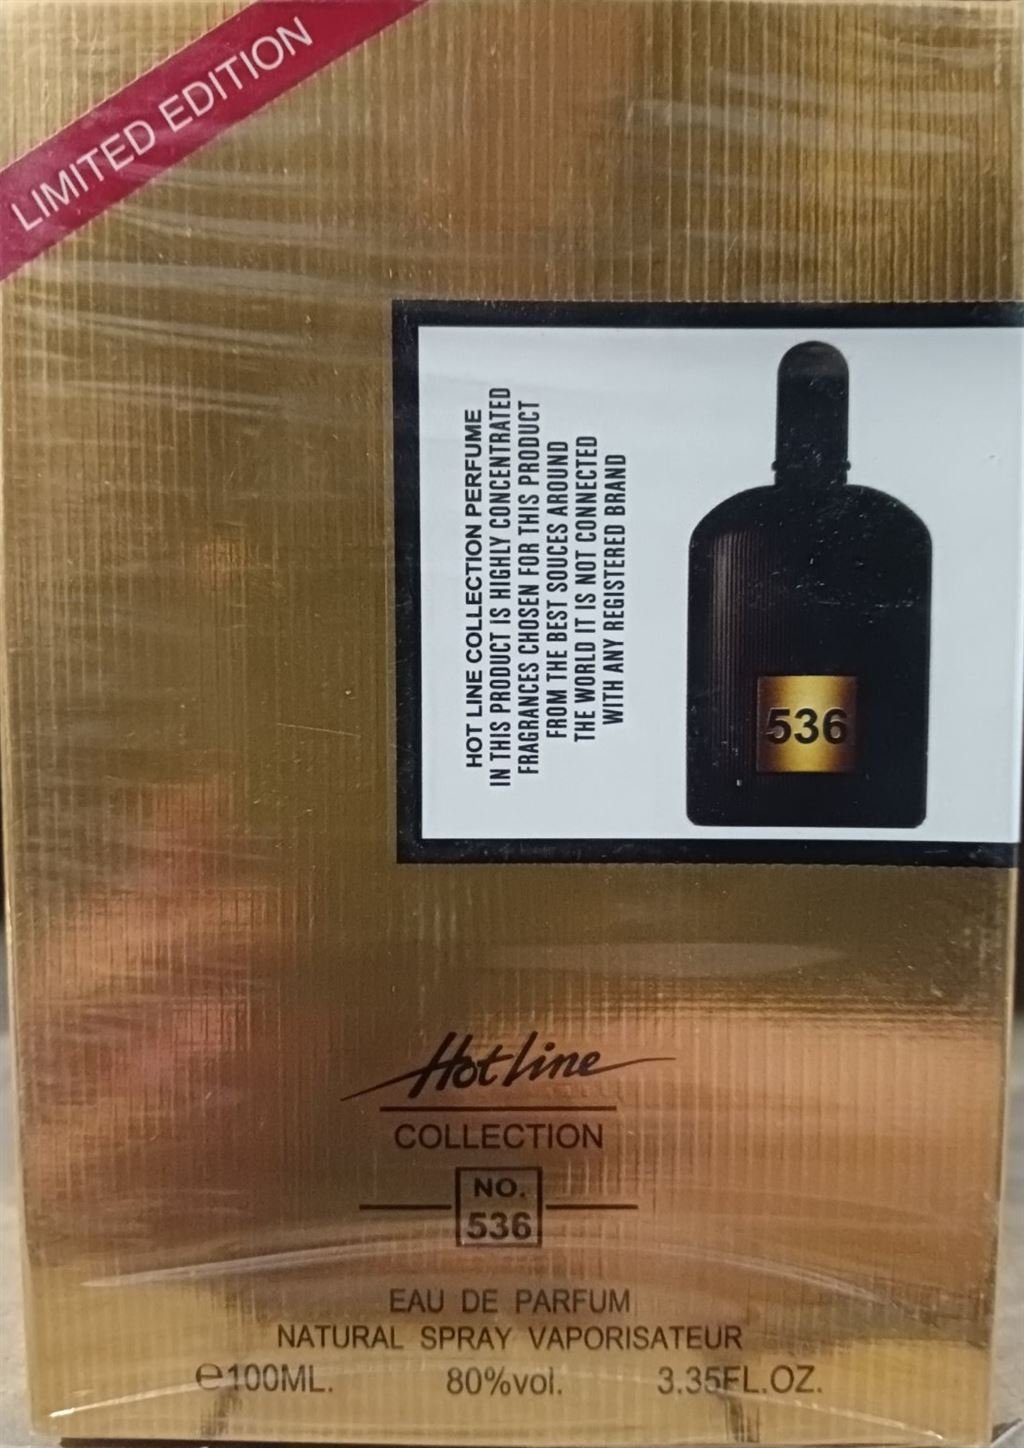 LIMITED EDITION
HOT LINE COLLECTION PERFUME
IN THIS PRODUCT IS HIGHLY CONCENTRATED
FRAGRANCES CHOSEN FOR THIS PRODUCT
FROM THE BEST SOUCES AROUND
THE WORLD IT IS NOT CONNECTED
WITH ANY REGISTERED BRAND
536
Hot line
COLLECTION
NO.
536
EAU DE PARFUM
NATURAL SPRAY VAPORISATEUR
℮100ML. 80%vol. 3.35FL.OZ.